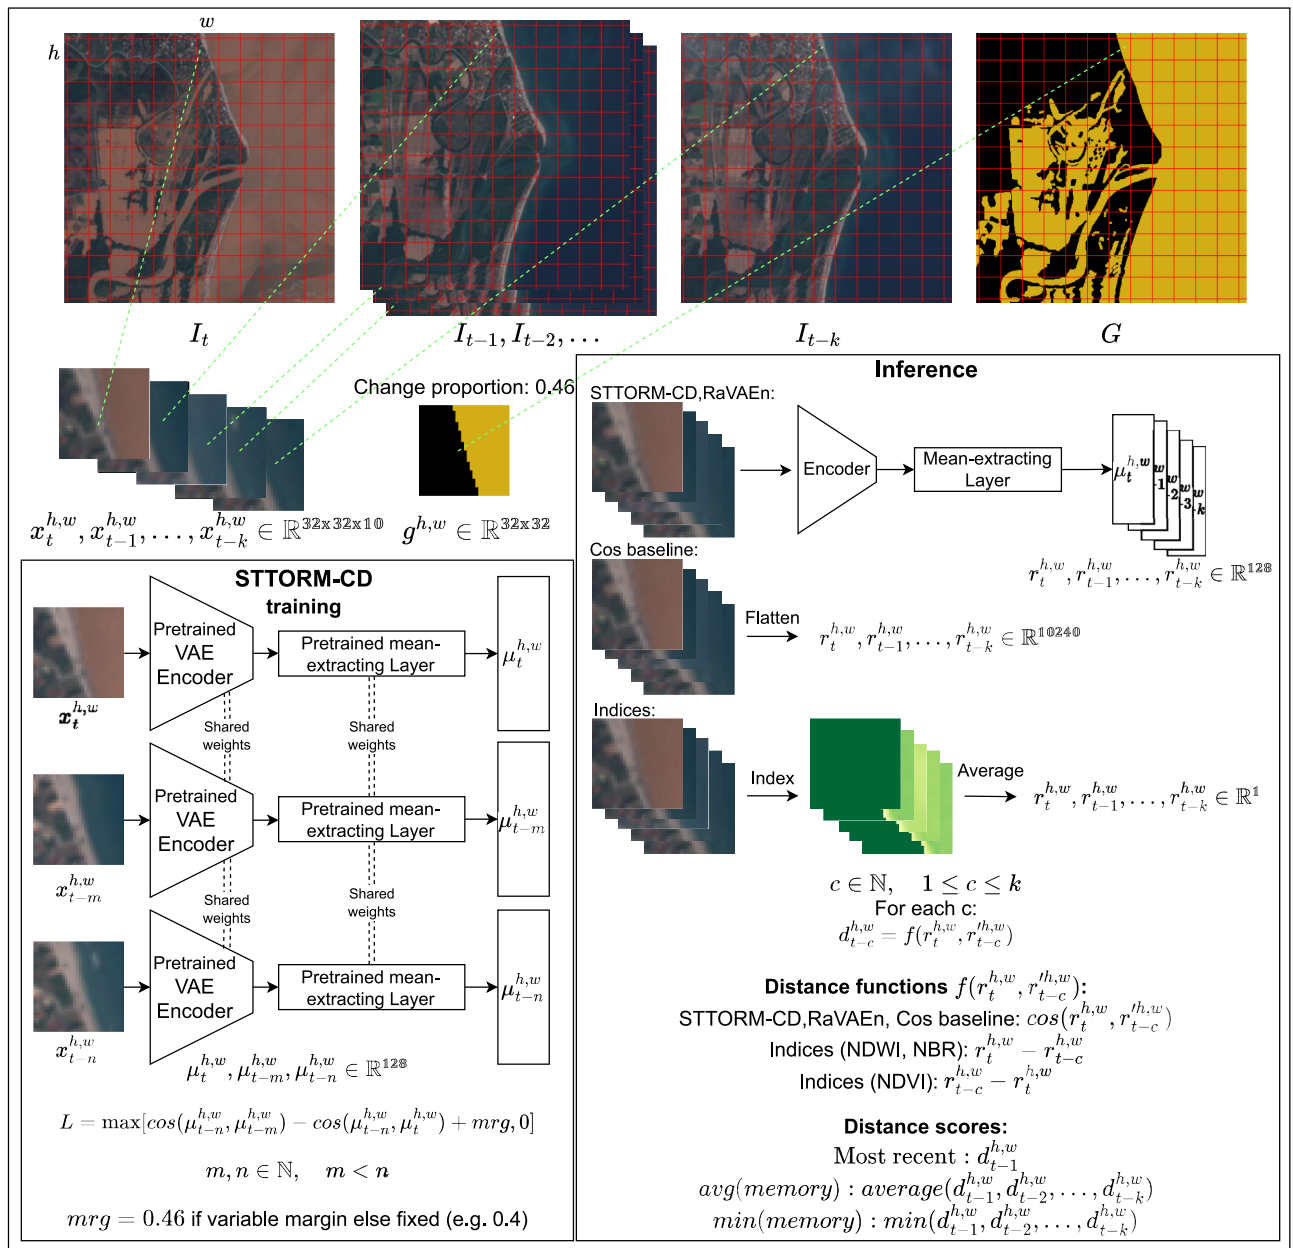 w
h
I_t
I_{t-1}, I_{t-2}, ...
I_{t-k}
G
Change proportion: 0.46
x_t^{h,w}, x_{t-1}^{h,w}, ..., x_{t-k}^{h,w} ∈ ℝ^{32x32x10}
g^{h,w} ∈ ℝ^{32x32}
STTORM-CD
training
Pretrained
VAE
Encoder
Pretrained mean-
extracting Layer
μ_t^{h,w}
x_t^{h,w}
Shared
weights
Shared
weights
Pretrained
VAE
Encoder
Pretrained mean-
extracting Layer
μ_{t-m}^{h,w}
x_{t-m}^{h,w}
Shared
weights
Shared
weights
Pretrained
VAE
Encoder
Pretrained mean-
extracting Layer
μ_{t-n}^{h,w}
x_{t-n}^{h,w}
μ_t^{h,w}, μ_{t-m}^{h,w}, μ_{t-n}^{h,w} ∈ ℝ^{128}
L = max[cos(μ_{t-n}^{h,w}, μ_{t-m}^{h,w}) − cos(μ_{t-n}^{h,w}, μ_t^{h,w}) + mrg, 0]
m, n ∈ ℕ, m < n
mrg = 0.46 if variable margin else fixed (e.g. 0.4)
Inference
STTORM-CD,RaVAEn:
Encoder
Mean-extracting
Layer
μ_t^{h,w}
w
-1
w
-2
w
-3
w
-k
r_t^{h,w}, r_{t-1}^{h,w}, ..., r_{t-k}^{h,w} ∈ ℝ^{128}
Cos baseline:
Flatten
r_t^{h,w}, r_{t-1}^{h,w}, ..., r_{t-k}^{h,w} ∈ ℝ^{10240}
Indices:
Index
Average
r_t^{h,w}, r_{t-1}^{h,w}, ..., r_{t-k}^{h,w} ∈ ℝ^1
c ∈ ℕ, 1 ≤ c ≤ k
For each c:
d_{t-c}^{h,w} = f(r_t^{h,w}, r_{t-c}^{'h,w})
Distance functions f(r_t^{h,w}, r_{t-c}^{'h,w}):
STTORM-CD,RaVAEn, Cos baseline: cos(r_t^{h,w}, r_{t-c}^{'h,w})
Indices (NDWI, NBR): r_t^{h,w} − r_{t-c}^{h,w}
Indices (NDVI): r_{t-c}^{h,w} − r_t^{h,w}
Distance scores:
Most recent : d_{t-1}^{h,w}
avg(memory) : average(d_{t-1}^{h,w}, d_{t-2}^{h,w}, ..., d_{t-k}^{h,w})
min(memory) : min(d_{t-1}^{h,w}, d_{t-2}^{h,w}, ..., d_{t-k}^{h,w})